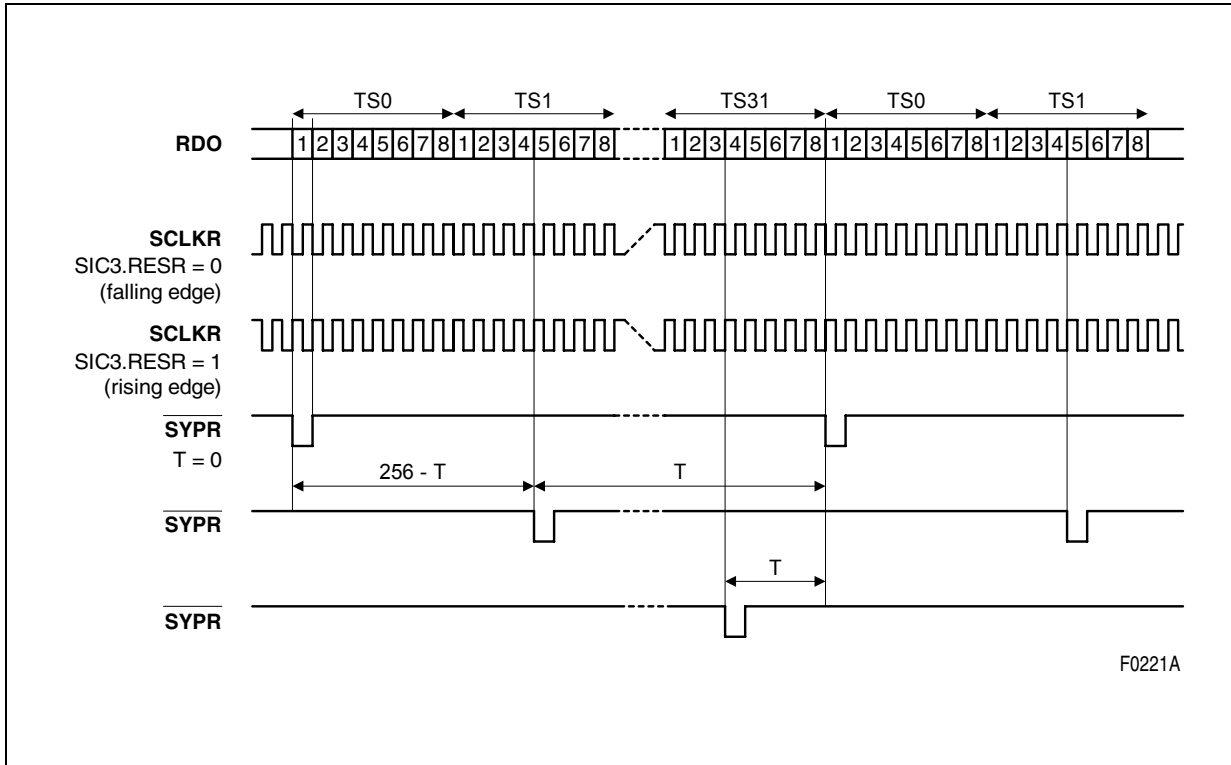 TS0 TS1 TS31 TS0 TS1
RDO 1 2 3 4 5 6 7 8 1 2 3 4 5 6 7 8 1 2 3 4 5 6 7 8 1 2 3 4 5 6 7 8 1 2 3 4 5 6 7 8
SCLKR
SIC3.RESR = 0
(falling edge)
SCLKR
SIC3.RESR = 1
(rising edge)
SYPR
T = 0
256 - T T
SYPR
T
SYPR
F0221A